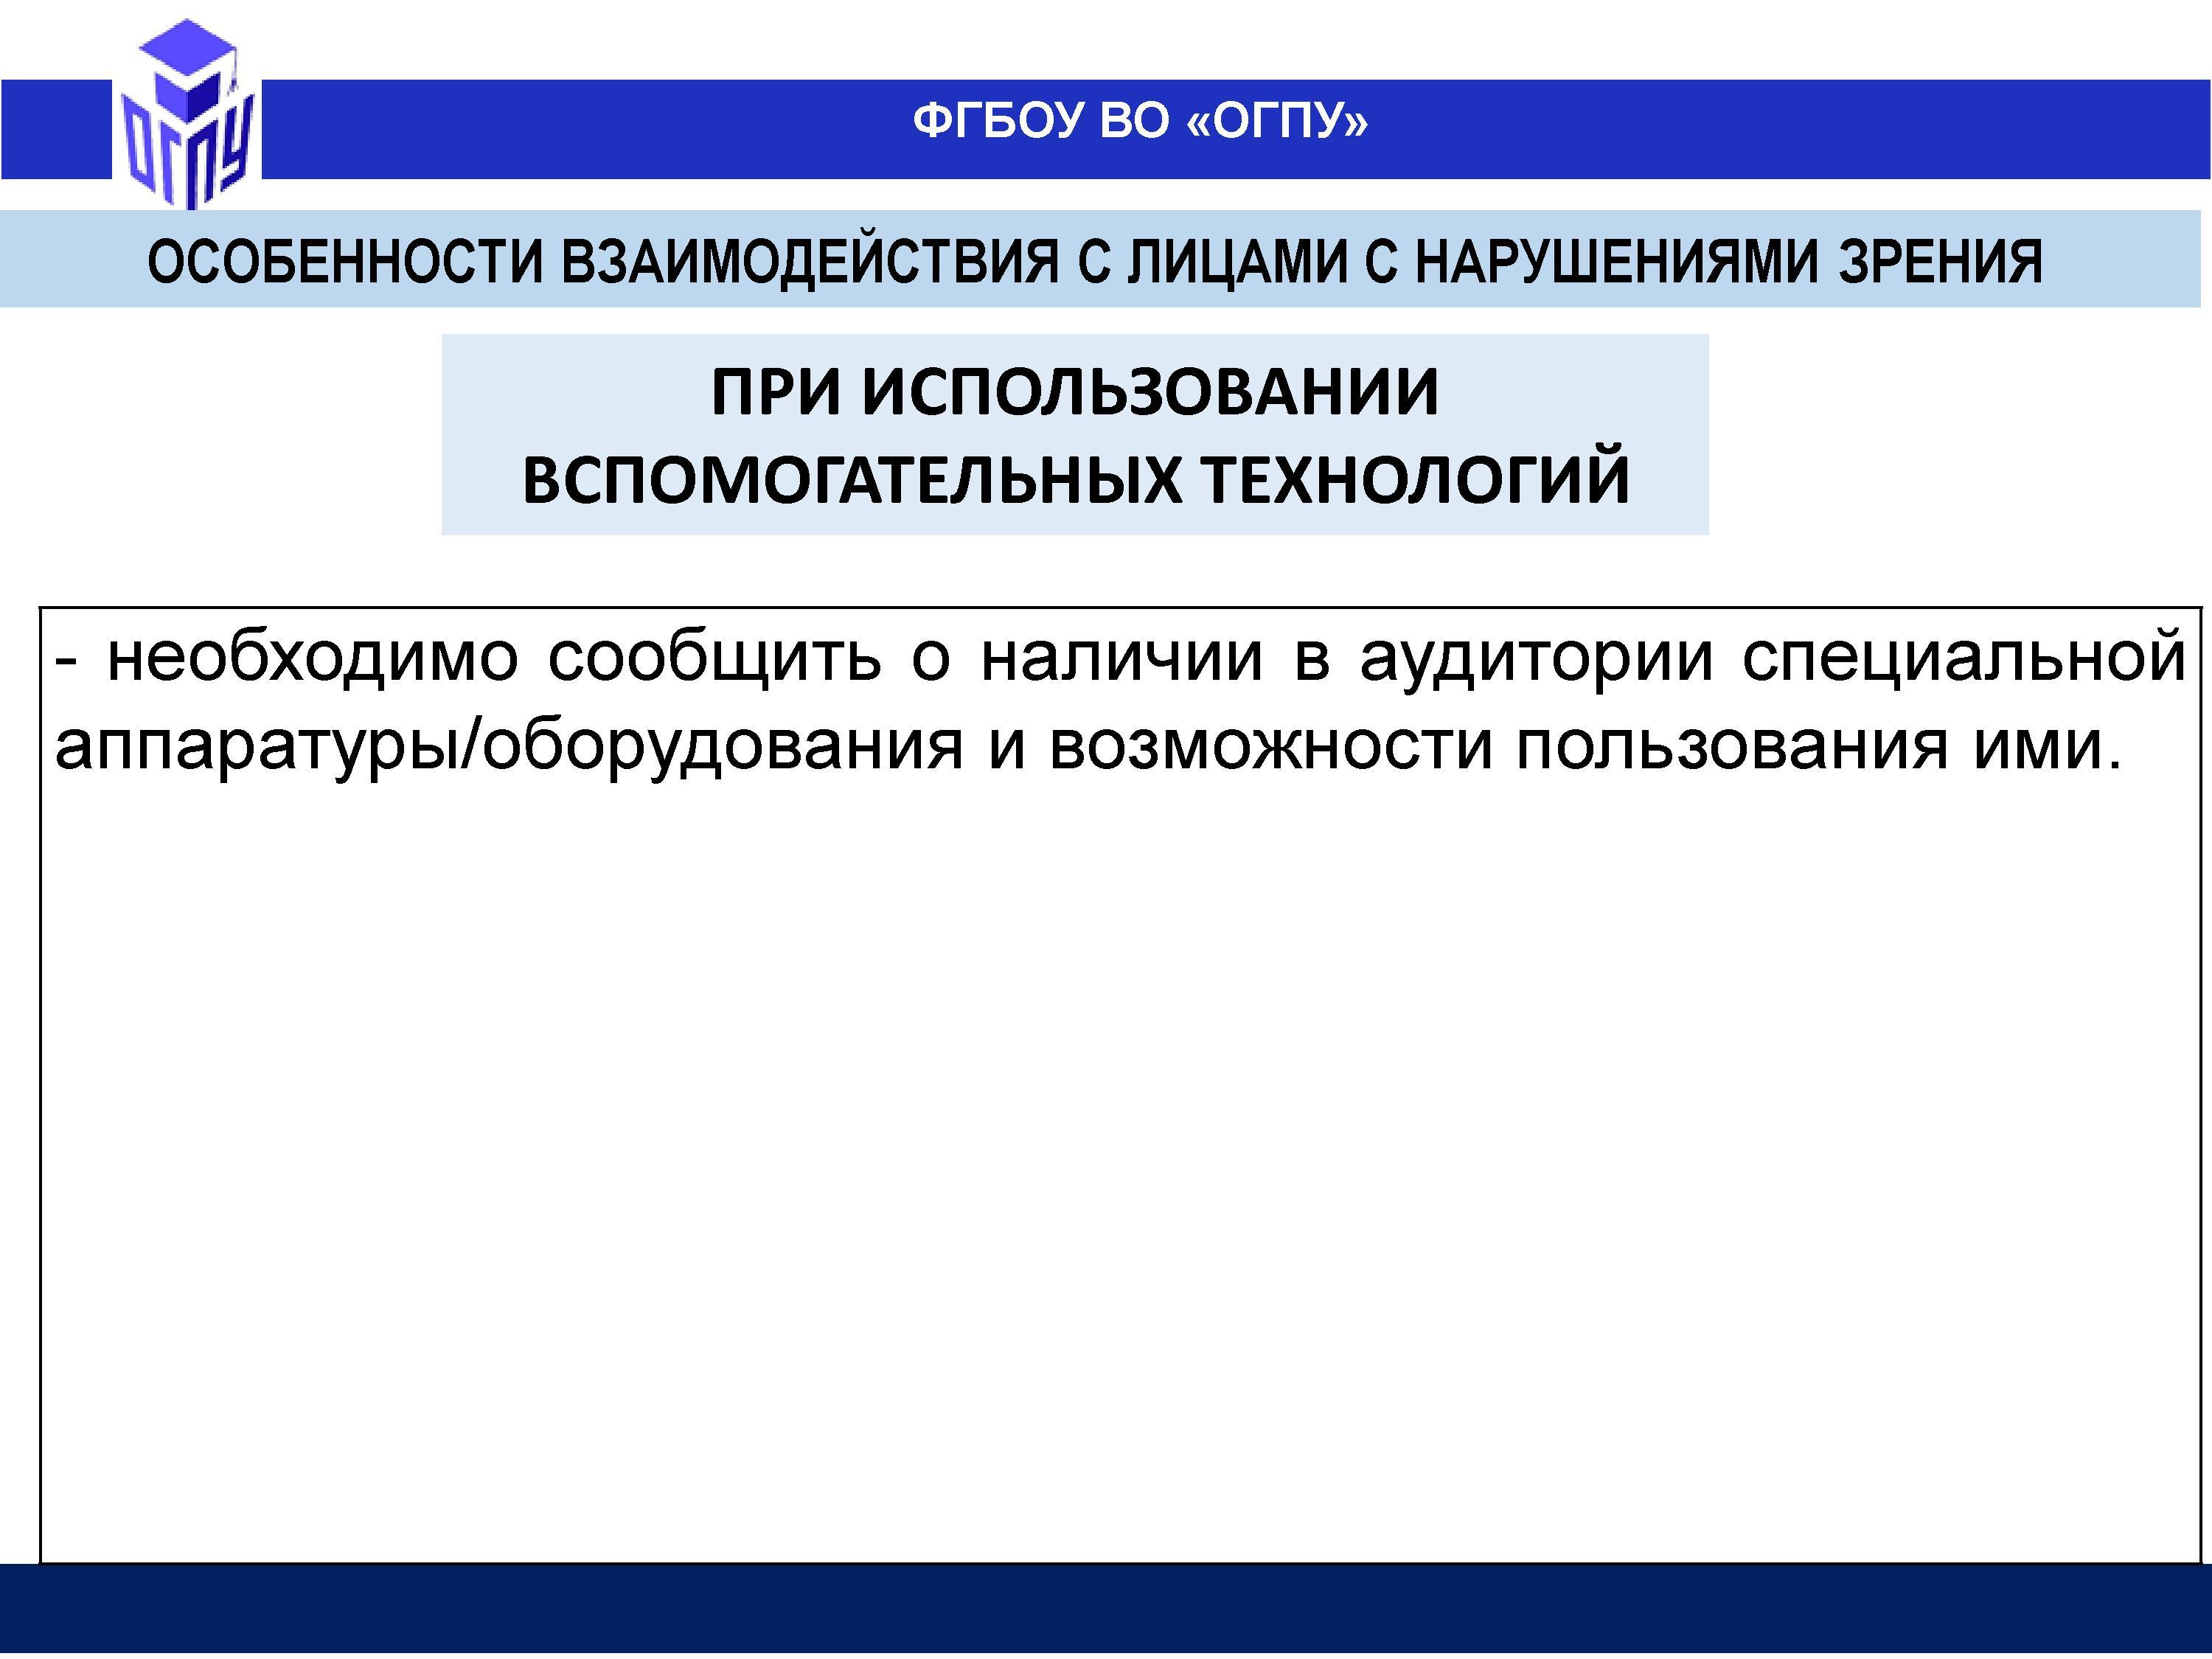 ОГПУ
ФГБОУ ВО «ОГПУ»
ОСОБЕННОСТИ ВЗАИМОДЕЙСТВИЯ С ЛИЦАМИ С НАРУШЕНИЯМИ ЗРЕНИЯ
ПРИ ИСПОЛЬЗОВАНИИ
ВСПОМОГАТЕЛЬНЫХ ТЕХНОЛОГИЙ
- необходимо сообщить о наличии в аудитории специальной
аппаратуры/оборудования и возможности пользования ими.